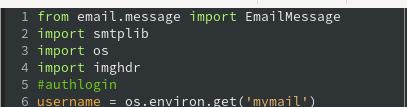 1 from email.message import EmailMessage
2 import smtplib
3 import os
4 import imghdr
5 #authlogin
6 username = os.environ.get('mymail')